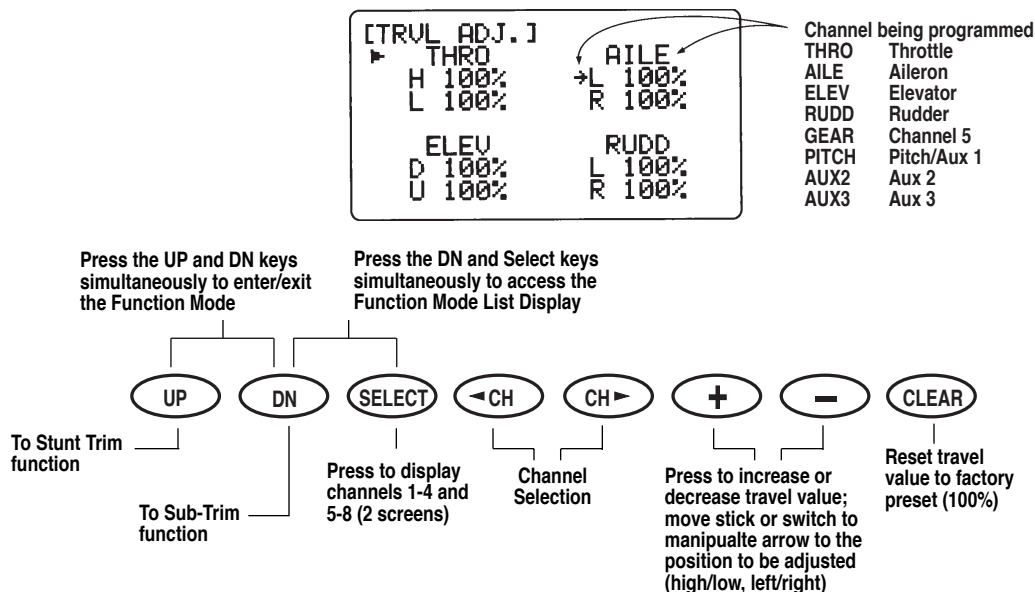 [TRVL ADJ.]
THRO AILE
H 100% L 100%
L 100% R 100%
ELEV RUDD
D 100% L 100%
U 100% R 100%
Channel being programmed
THRO Throttle
AILE Aileron
ELEV Elevator
RUDD Rudder
GEAR Channel 5
PITCH Pitch/Aux 1
AUX2 Aux 2
AUX3 Aux 3
Press the UP and DN keys
simultaneously to enter/exit
the Function Mode
Press the DN and Select keys
simultaneously to access the
Function Mode List Display
UP DN SELECT ◄CH CH► + – CLEAR
To Stunt Trim
function
To Sub-Trim
function
Press to display
channels 1-4 and
5-8 (2 screens)
Channel
Selection
Press to increase or
decrease travel value;
move stick or switch to
manipualte arrow to the
position to be adjusted
(high/low, left/right)
Reset travel
value to factory
preset (100%)